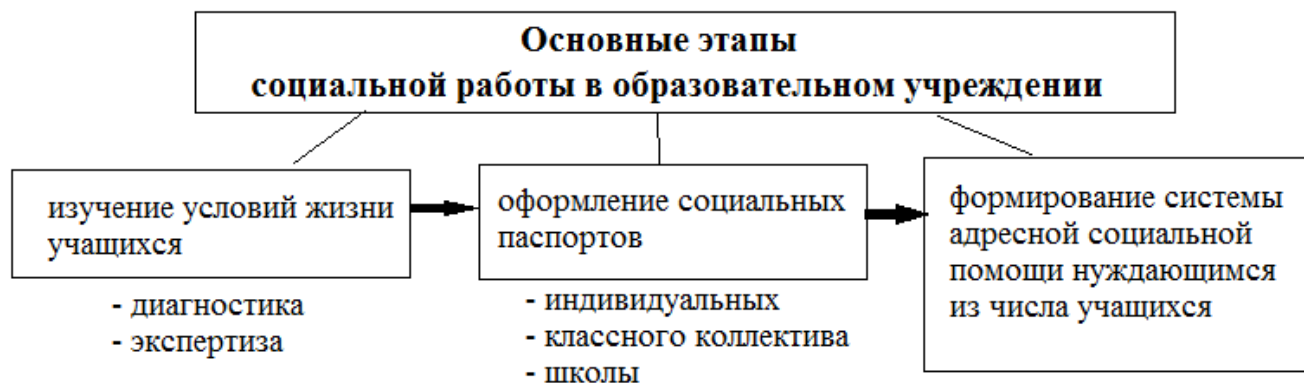 Основные этапы
социальной работы в образовательном учреждении
изучение условий жизни
учащихся
- диагностика
- экспертиза
оформление социальных
паспортов
- индивидуальных
- классного коллектива
- школы
формирование системы
адресной социальной
помощи нуждающимся
из числа учащихся